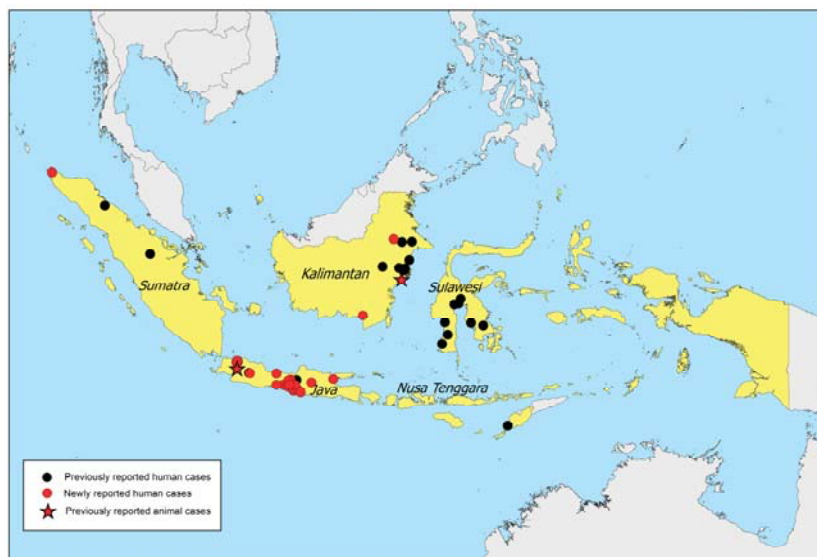 Kalimantan
Sulawesi
Sumatra
Java
Nusa Tenggara
Previously reported human cases
Newly reported human cases
Previously reported animal cases